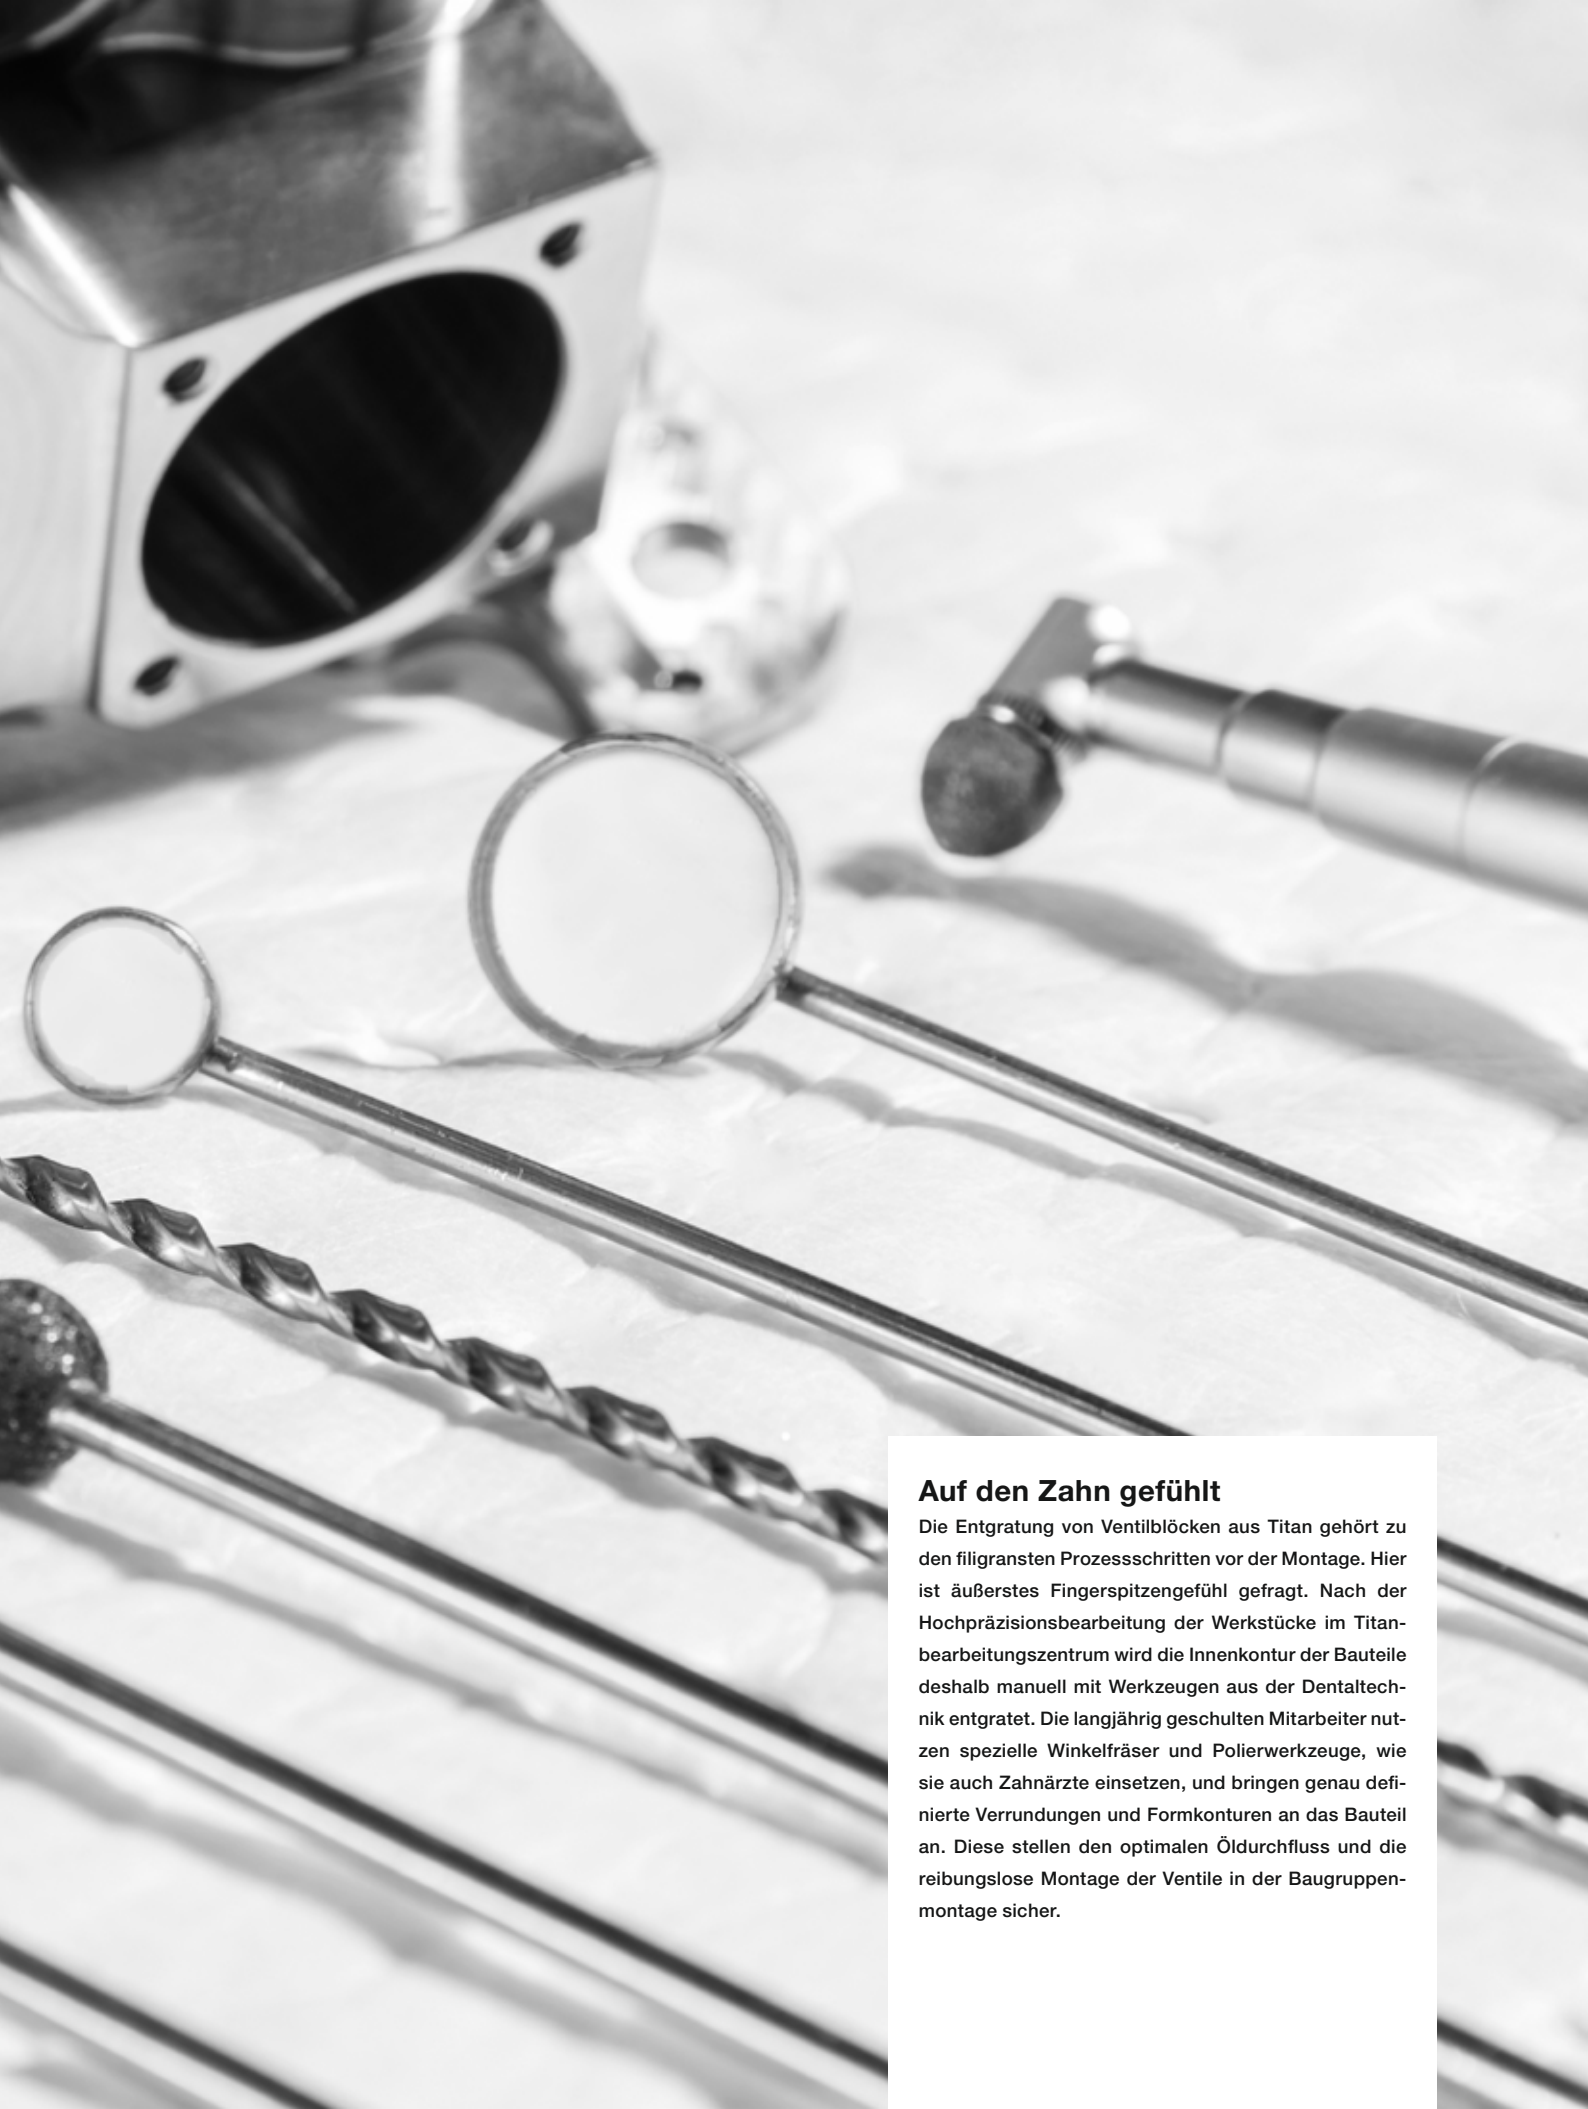 Auf den Zahn gefühlt
Die Entgratung von Ventilblöcken aus Titan gehört zu
den filigransten Prozessschritten vor der Montage. Hier
ist äußerstes Fingerspitzengefühl gefragt. Nach der
Hochpräzisionsbearbeitung der Werkstücke im Titan-
bearbeitungszentrum wird die Innenkontur der Bauteile
deshalb manuell mit Werkzeugen aus der Dentaltech-
nik entgratet. Die langjährig geschulten Mitarbeiter nut-
zen spezielle Winkelfräser und Polierwerkzeuge, wie
sie auch Zahnärzte einsetzen, und bringen genau defi-
nierte Verrundungen und Formkonturen an das Bauteil
an. Diese stellen den optimalen Öldurchfluss und die
reibungslose Montage der Ventile in der Baugruppen-
montage sicher.